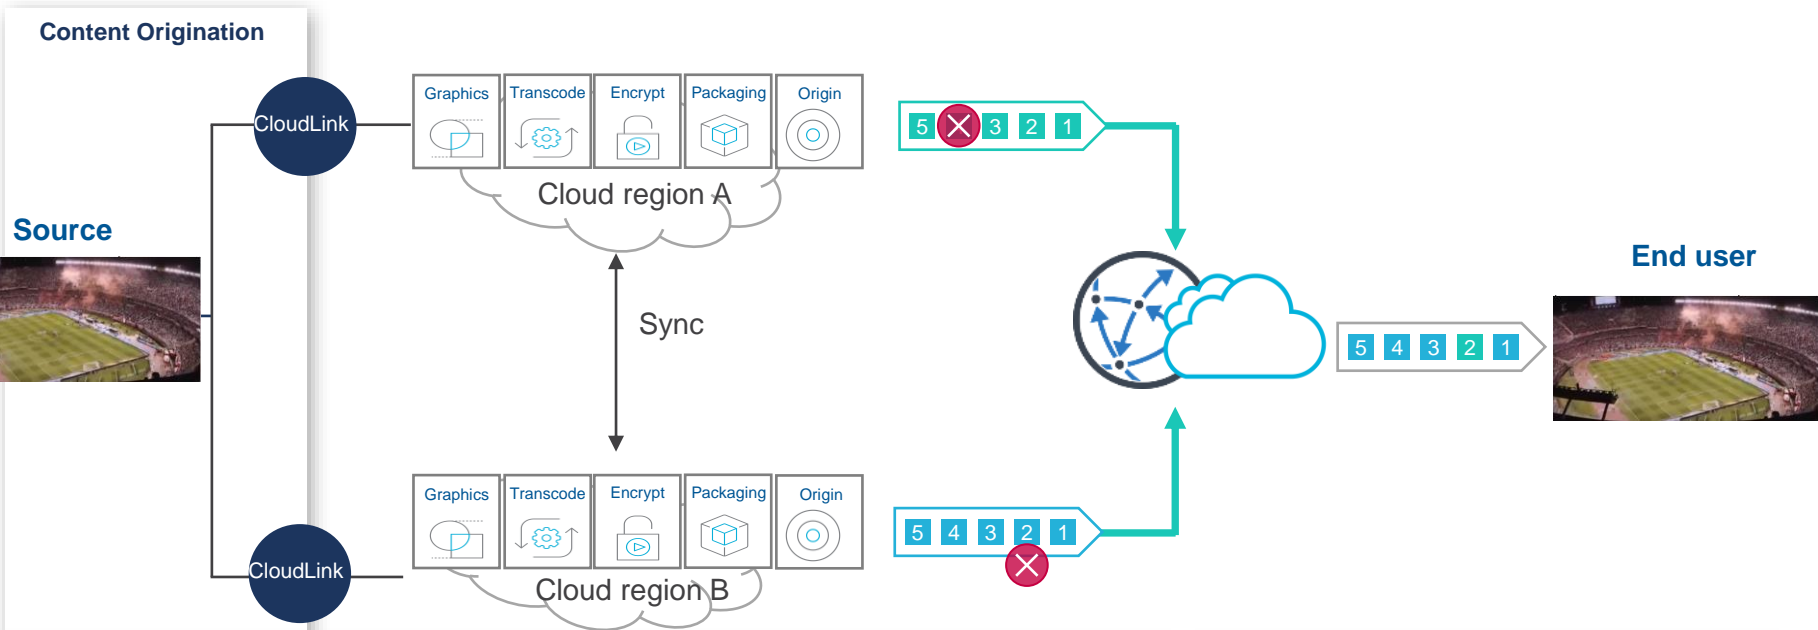 Content Origination
CloudLink
Graphics Transcode Encrypt Packaging Origin
5 3 2 1
Cloud region A
Source
End user
Sync
5 4 3 2 1
Graphics Transcode Encrypt Packaging Origin
5 4 3 2 1
CloudLink
Cloud region B